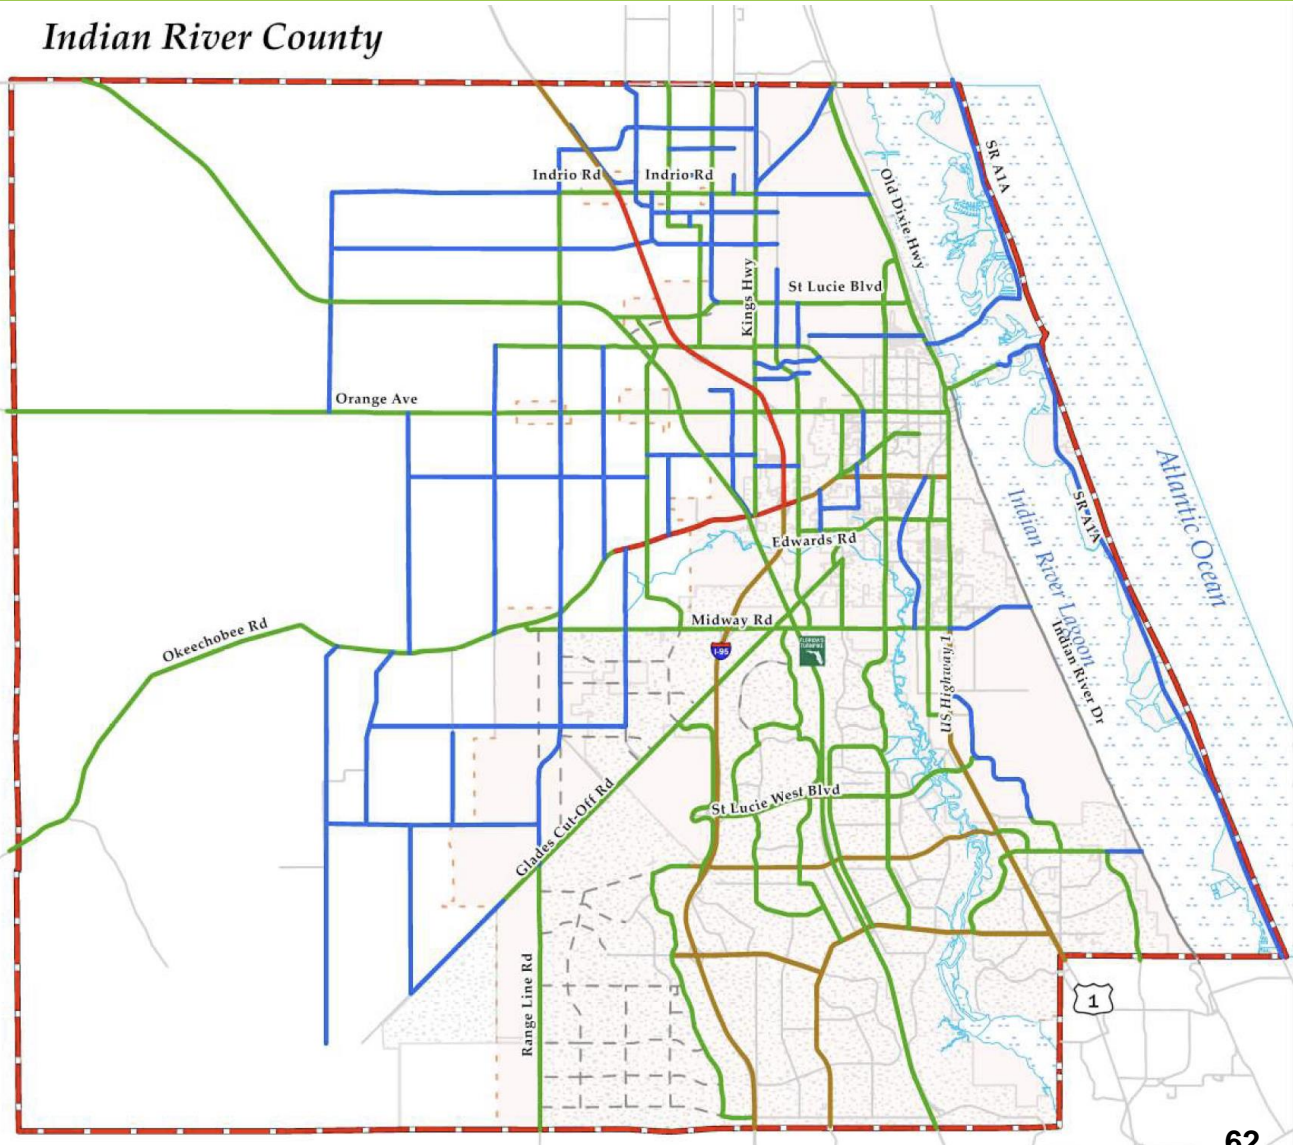 Indian River County
SR A1A
Indrio Rd
Indrio Rd
Old Dixie Hwy
Kings Hwy
St Lucie Blvd
Orange Ave
Atlantic Ocean
Indian River Lagoon
SR A1A
Edwards Rd
Midway Rd
Okeechobee Rd
I-95
FLORIDA'S
TURNPIKE
Indian River Dr
US Highway 1
St Lucie West Blvd
Glades Cut-Off Rd
Range Line Rd
1
62